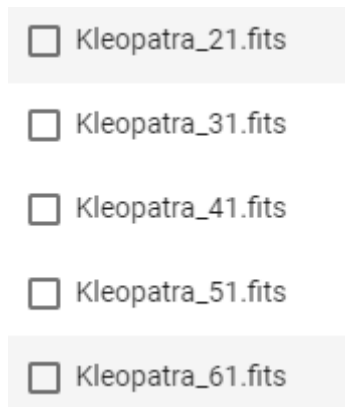 Kleopatra_21.fits
Kleopatra_31.fits
Kleopatra_41.fits
Kleopatra_51.fits
Kleopatra_61.fits